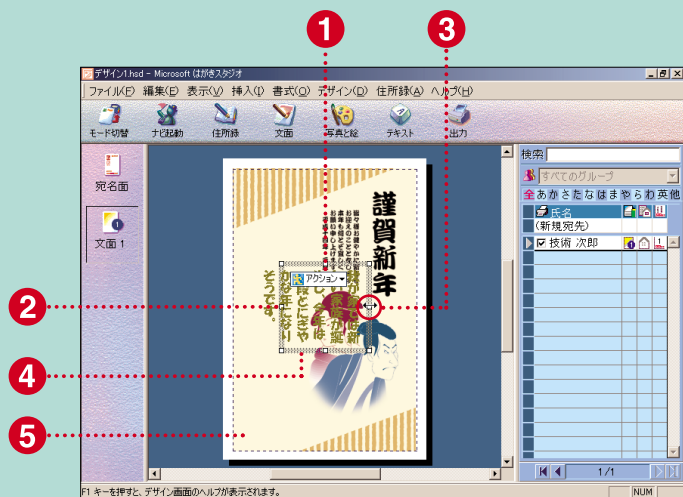 1
3
デザイン1.hsd - Microsoft はがきスタジオ
ファイル(F) 編集(E) 表示(V) 挿入(I) 書式(O) デザイン(D) 住所録(A) ヘルプ(H)
モード切替 ナビ起動 住所録 文面 写真と絵 テキスト 出力
宛名面
文面 1
検索
すべてのグループ
全あかさたなはまやらわ英他
氏名
(新規宛先)
技術 次郎
謹賀新年
アクション
そうです。
2
3
4
5
1/1
F1 キーを押すと、デザイン画面のヘルプが表示されます。
NUM